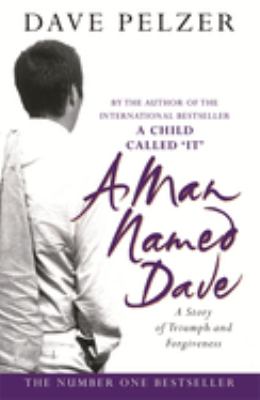 DAVE PELZER
BY THE AUTHOR OF THE
INTERNATIONAL BESTSELLER
A CHILD
CALLED 'IT'
A Man
Named
Dave
A Story
of Triumph and
Forgiveness
THE NUMBER ONE BESTSELLER